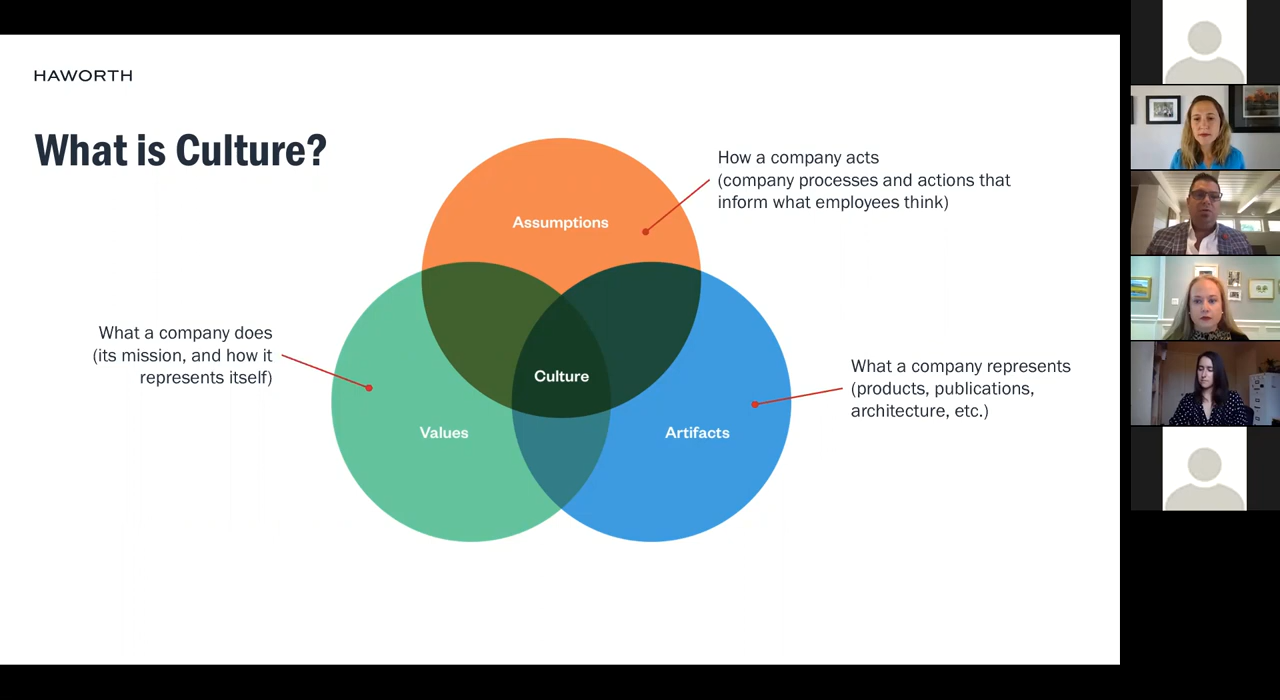 HAWORTH
What is Culture?
How a company acts
(company processes and actions that
inform what employees think)
Assumptions
What a company does
(its mission, and how it
represents itself)
What a company represents
(products, publications,
architecture, etc.)
Culture
Values
Artifacts